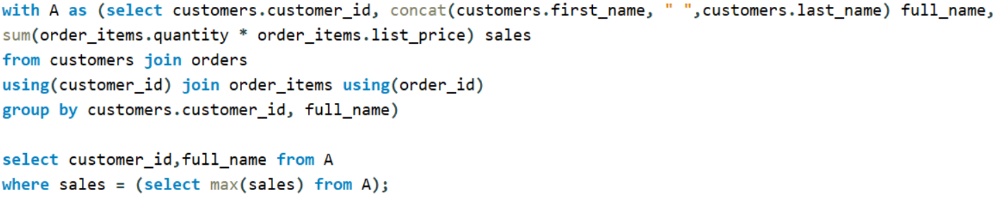 with A as (select customers.customer_id, concat(customers.first_name, " ",customers.last_name) full_name,
sum(order_items.quantity * order_items.list_price) sales
from customers join orders
using(customer_id) join order_items using(order_id)
group by customers.customer_id, full_name)
select customer_id,full_name from A
where sales = (select max(sales) from A);